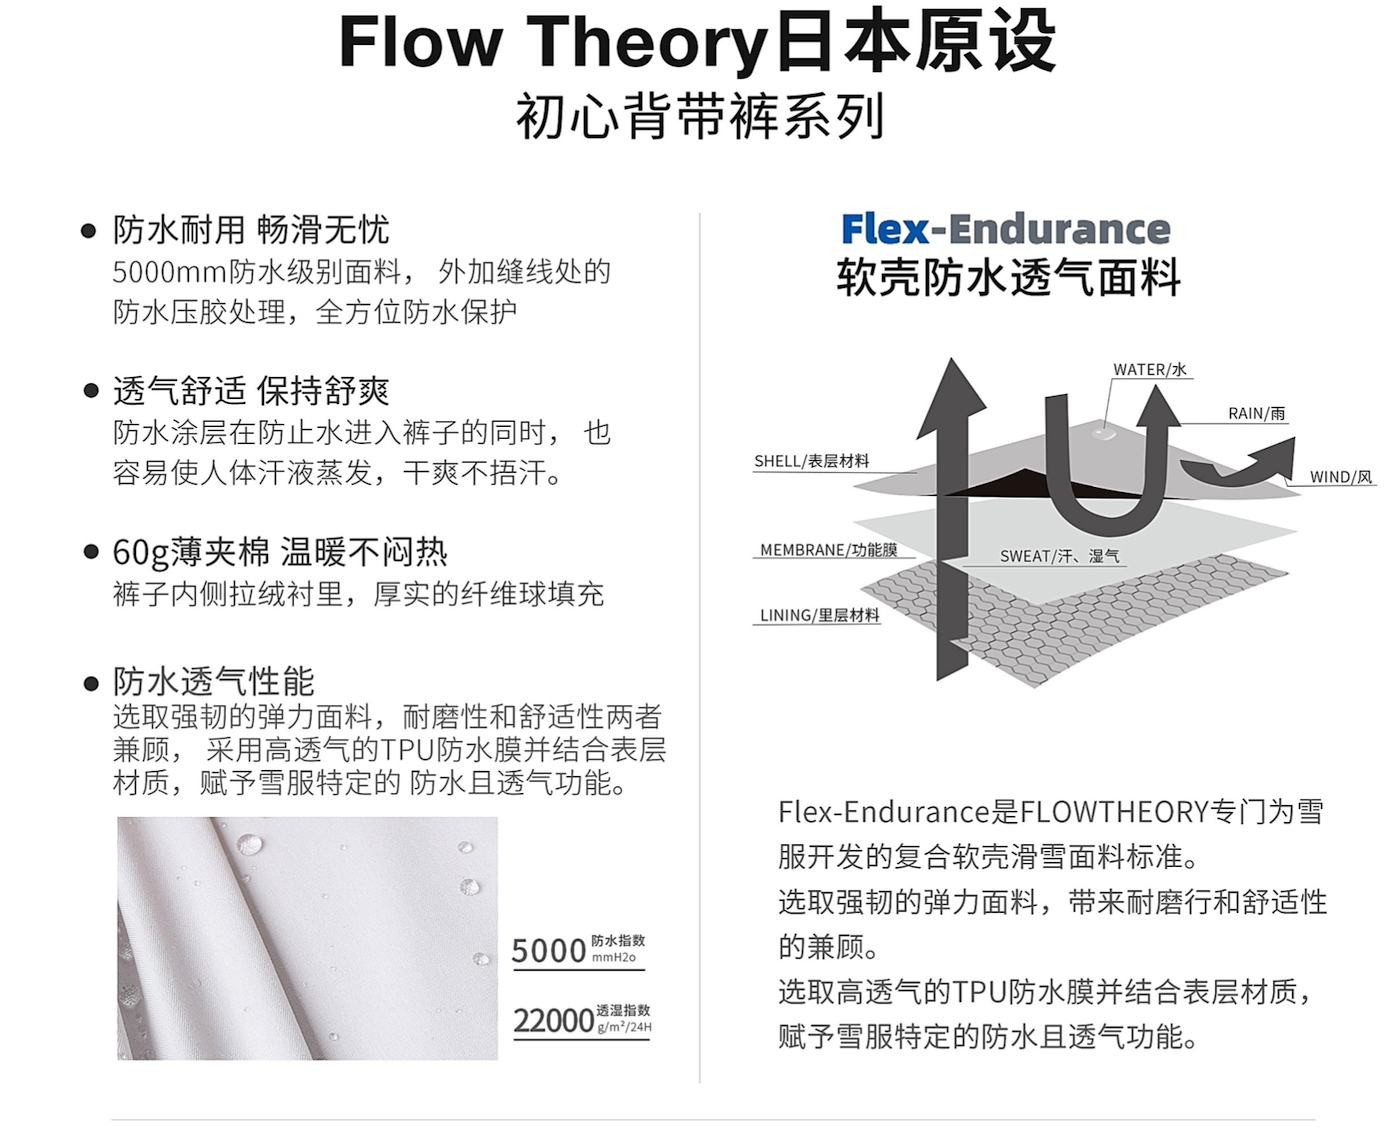 Flow Theory日本原设
初心背带裤系列
防水耐用 畅滑无忧
5000mm防水级别面料， 外加缝线处的
防水压胶处理，全方位防水保护
透气舒适 保持舒爽
防水涂层在防止水进入裤子的同时， 也
容易使人体汗液蒸发，干爽不捂汗。
60g薄夹棉 温暖不闷热
裤子内侧拉绒衬里，厚实的纤维球填充
防水透气性能
选取强韧的弹力面料，耐磨性和舒适性两者
兼顾， 采用高透气的TPU防水膜并结合表层
材质，赋予雪服特定的 防水且透气功能。
5000 防水指数
mmH2o
22000 透湿指数
g/m²/24H
Flex-Endurance
软壳防水透气面料
WATER/水
RAIN/雨
SHELL/表层材料
WIND/风
MEMBRANE/功能膜
SWEAT/汗、湿气
LINING/里层材料
Flex-Endurance是FLOWTHEORY专门为雪
服开发的复合软壳滑雪面料标准。
选取强韧的弹力面料，带来耐磨行和舒适性
的兼顾。
选取高透气的TPU防水膜并结合表层材质，
赋予雪服特定的防水且透气功能。